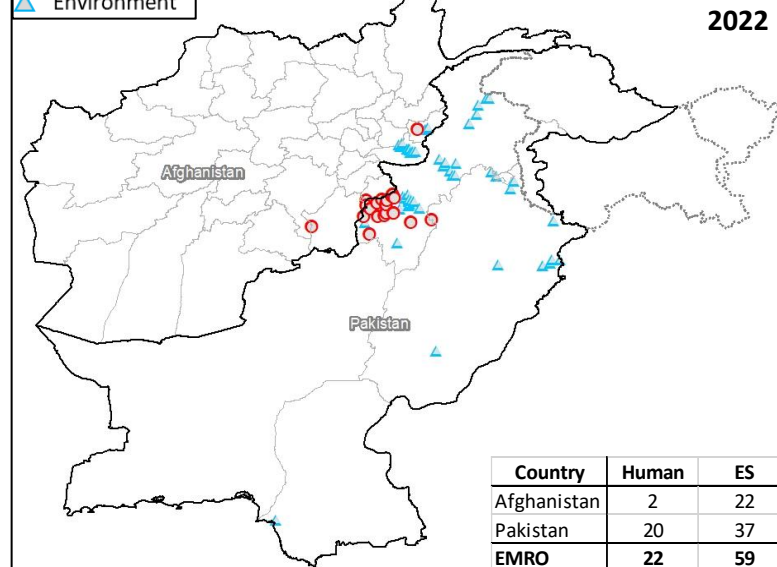 Environment
2022
Afghanistan
Pakistan
Country Human ES
Afghanistan 2 22
Pakistan 20 37
EMRO 22 59